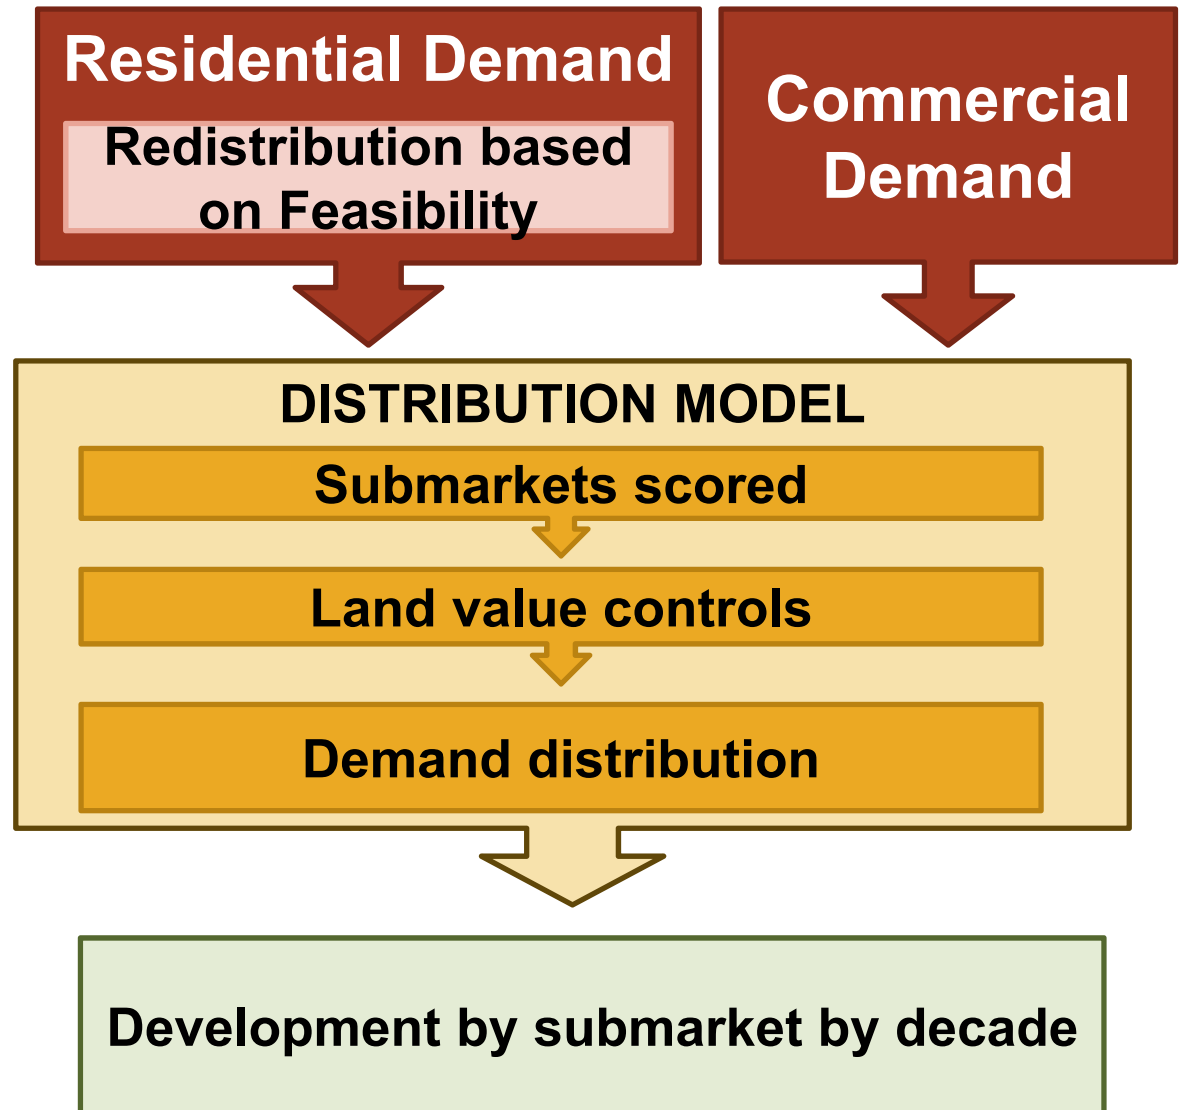 Residential Demand
Redistribution based
on Feasibility
Commercial
Demand
DISTRIBUTION MODEL
Submarkets scored
Land value controls
Demand distribution
Development by submarket by decade